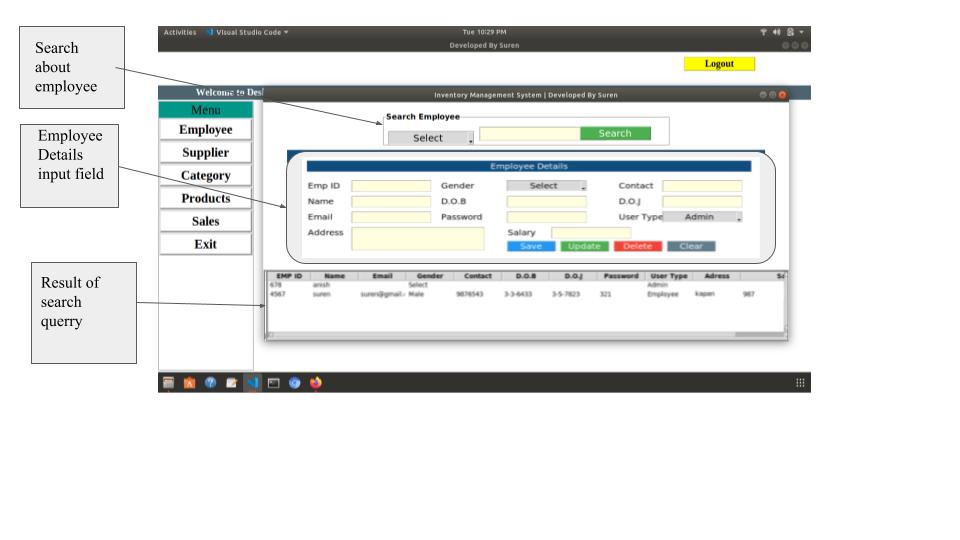 Search
about
employee
Employee
Details
input field
Result of
search
querry
Activities Visual Studio Code Tue 10:29 PM
Developed By Suren
Logout
Welcome to Des
Inventory Management System | Developed By Suren
Menu
Employee
Supplier
Category
Products
Sales
Exit
Search Employee
Select Search
Employee Details
Emp ID Gender Select Contact
Name D.O.B D.O.J
Email Password User Type Admin
Address Salary
Save Update Delete Clear
EMP ID Name Email Gender Contact D.O.B D.O.J Password User Type Adress Sa
678 anish Select Admin
4567 suren suren@gmail. Male 9876543 3-3-6433 3-5-7823 321 Employee kapan 987